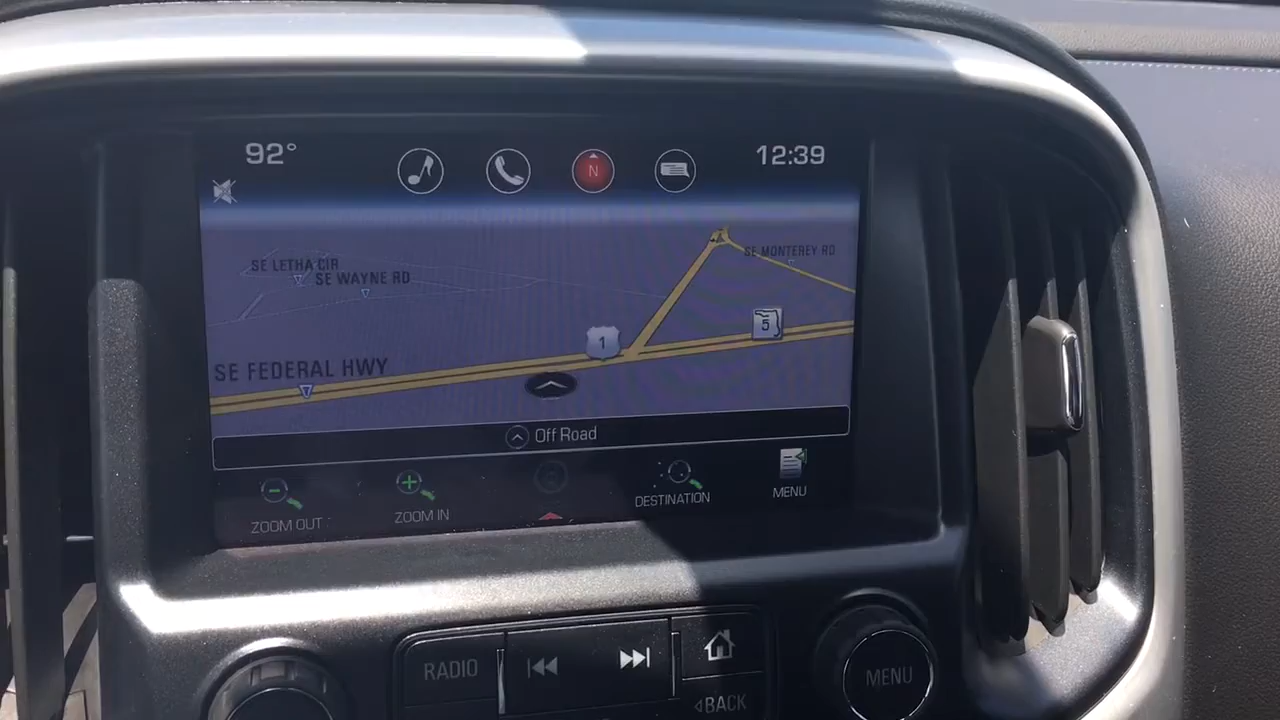 92°
N
12:39
SE LETHA CIR
SE WAYNE RD
SE MONTEREY RD
1
5
SE FEDERAL HWY
Off Road
ZOOM OUT
ZOOM IN
DESTINATION
MENU
RADIO
MENU
BACK